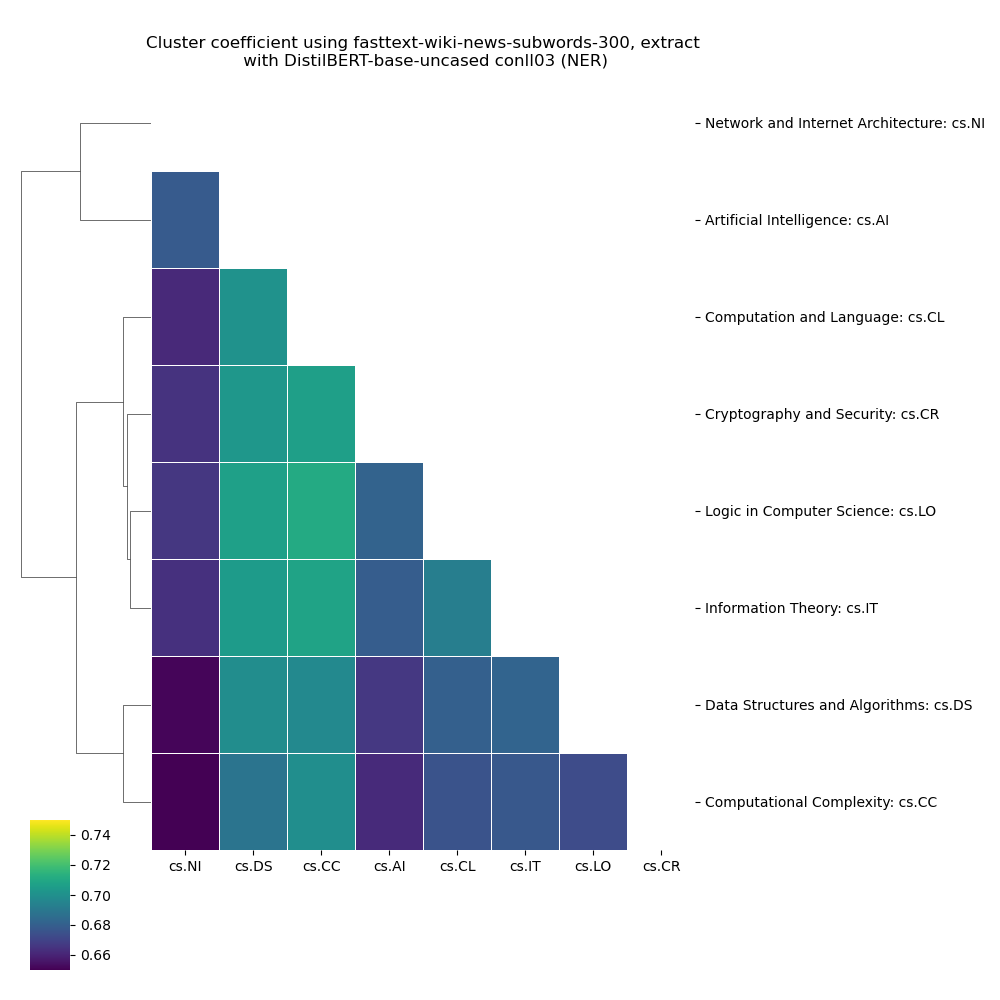 Cluster coefficient using fasttext-wiki-news-subwords-300, extract
with DistilBERT-base-uncased conll03 (NER)
Network and Internet Architecture: cs.NI
Artificial Intelligence: cs.AI
Computation and Language: cs.CL
Cryptography and Security: cs.CR
Logic in Computer Science: cs.LO
Information Theory: cs.IT
Data Structures and Algorithms: cs.DS
Computational Complexity: cs.CC
0.74
0.72
0.70
0.68
0.66
cs.NI cs.DS cs.CC cs.AI cs.CL cs.IT cs.LO cs.CR